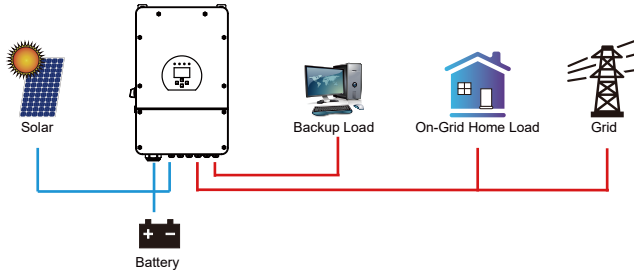 Solar
Backup Load
On-Grid Home Load
Grid
Battery